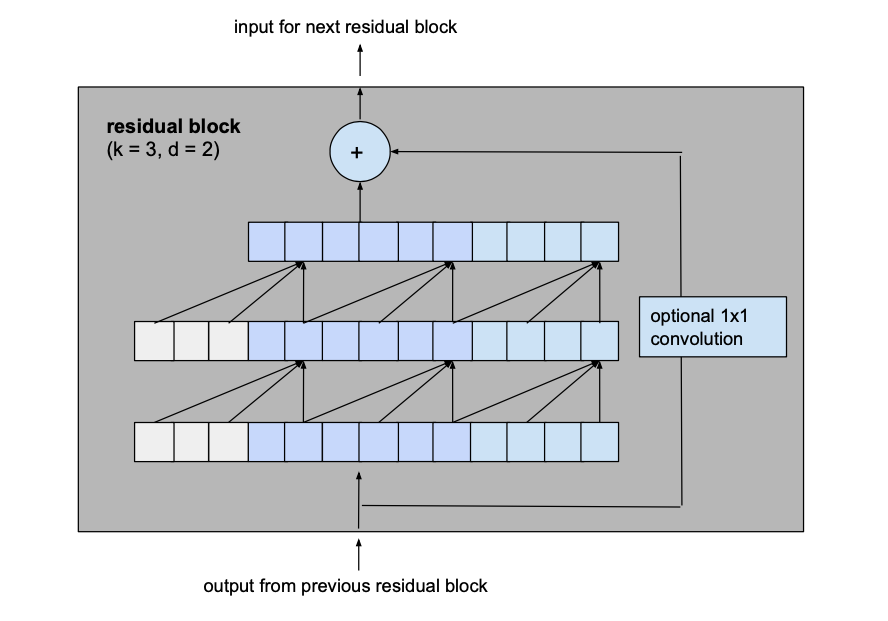 input for next residual block
residual block
(k = 3, d = 2)
+
optional 1x1
convolution
output from previous residual block